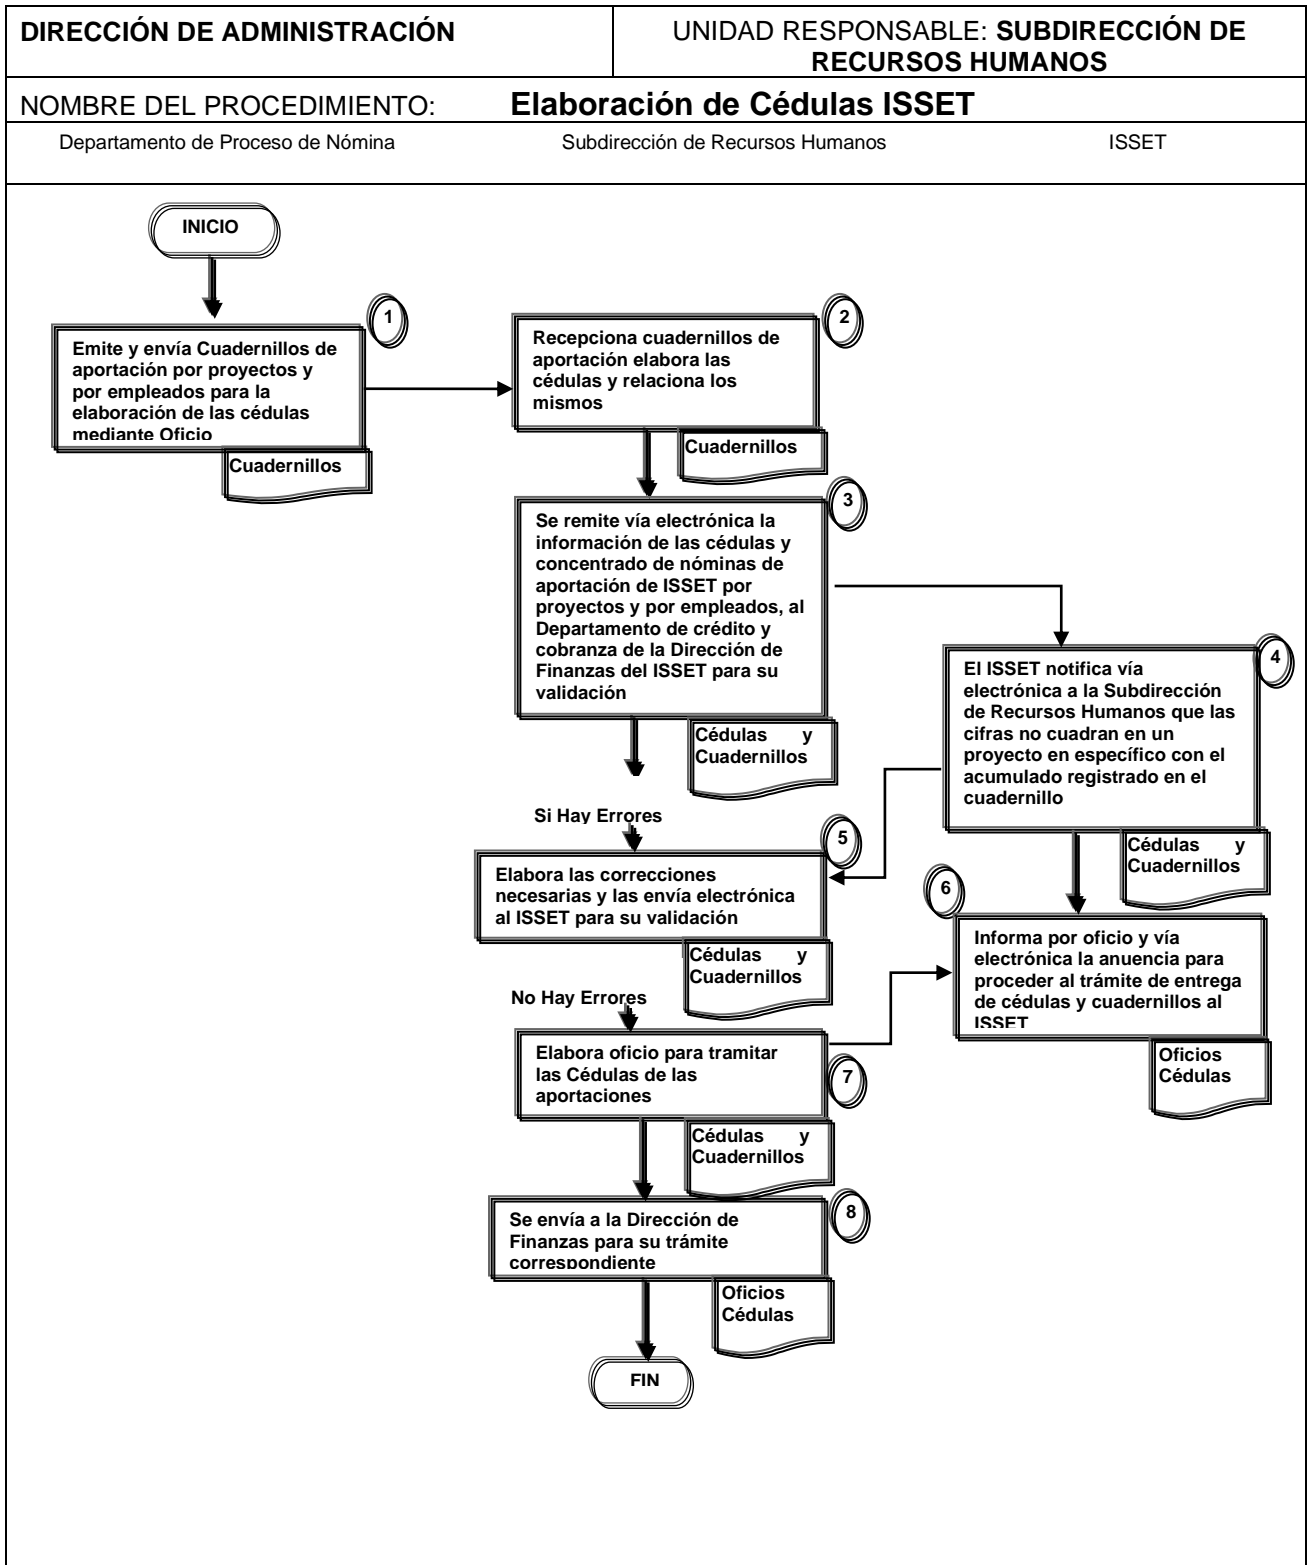 DIRECCIÓN DE ADMINISTRACIÓN
UNIDAD RESPONSABLE: SUBDIRECCIÓN DE
RECURSOS HUMANOS
NOMBRE DEL PROCEDIMIENTO: Elaboración de Cédulas ISSET
Departamento de Proceso de Nómina
Subdirección de Recursos Humanos
ISSET
INICIO
1
Emite y envía Cuadernillos de
aportación por proyectos y
por empleados para la
elaboración de las cédulas
mediante Oficio
Cuadernillos
2
Recepciona cuadernillos de
aportación elabora las
cédulas y relaciona los
mismos
Cuadernillos
3
Se remite vía electrónica la
información de las cédulas y
concentrado de nóminas de
aportación de ISSET por
proyectos y por empleados, al
Departamento de crédito y
cobranza de la Dirección de
Finanzas del ISSET para su
validación
Cédulas y
Cuadernillos
4
El ISSET notifica vía
electrónica a la Subdirección
de Recursos Humanos que las
cifras no cuadran en un
proyecto en específico con el
acumulado registrado en el
cuadernillo
Cédulas y
Cuadernillos
Si Hay Errores
5
Elabora las correcciones
necesarias y las envía electrónica
al ISSET para su validación
Cédulas y
Cuadernillos
6
Informa por oficio y vía
electrónica la anuencia para
proceder al trámite de entrega
de cédulas y cuadernillos al
ISSET
Oficios
Cédulas
No Hay Errores
Elabora oficio para tramitar
las Cédulas de las
aportaciones
7
Cédulas y
Cuadernillos
8
Se envía a la Dirección de
Finanzas para su trámite
correspondiente
Oficios
Cédulas
FIN